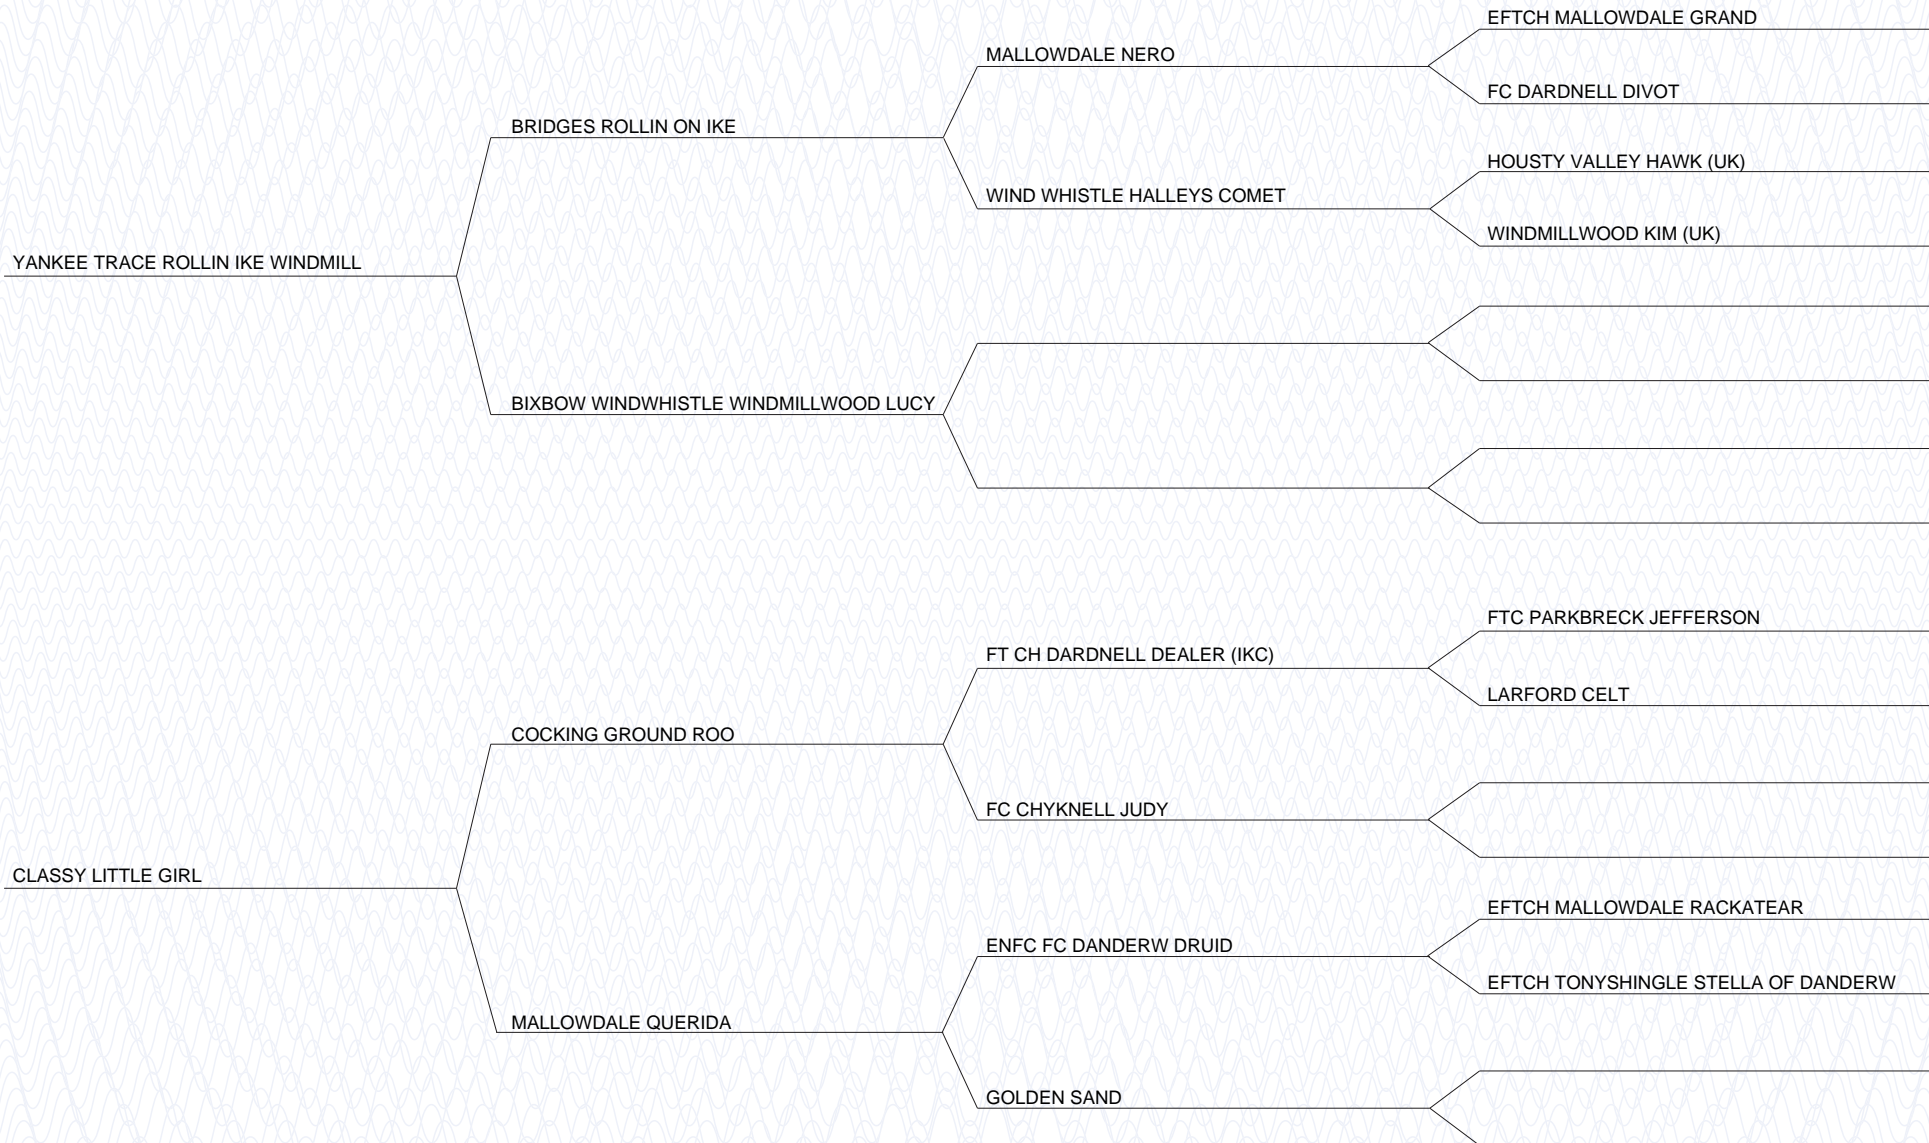 EFTCH MALLOWDALE GRAND
MALLOWDALE NERO
FC DARDNELL DIVOT
BRIDGES ROLLIN ON IKE
HOUSTY VALLEY HAWK (UK)
WIND WHISTLE HALLEYS COMET
WINDMILLWOOD KIM (UK)
YANKEE TRACE ROLLIN IKE WINDMILL
BIXBOW WINDWHISTLE WINDMILLWOOD LUCY
FTC PARKBRECK JEFFERSON
FT CH DARDNELL DEALER (IKC)
LARFORD CELT
COCKING GROUND ROO
FC CHYKNELL JUDY
CLASSY LITTLE GIRL
EFTCH MALLOWDALE RACKATEAR
ENFC FC DANDERW DRUID
EFTCH TONYSHINGLE STELLA OF DANDERW
MALLOWDALE QUERIDA
GOLDEN SAND